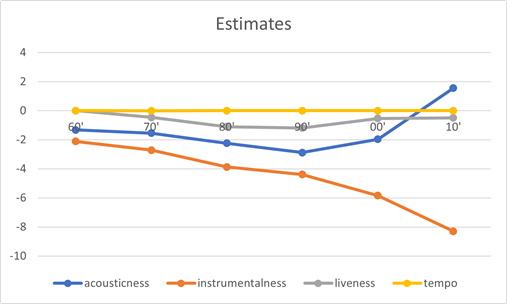 Estimates
4
2
0
-2
-4
-6
-8
-10
60' 70' 80' 90' 00' 10'
acousticness instrumentalness liveness tempo